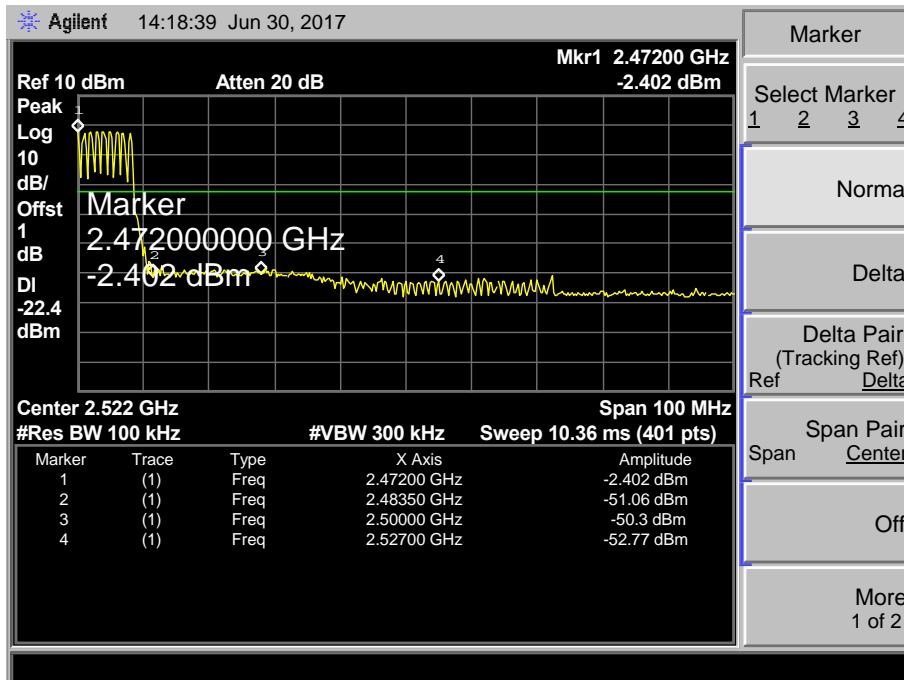 Agilent 14:18:39 Jun 30, 2017
Mkr1 2.47200 GHz
Ref 10 dBm Atten 20 dB -2.402 dBm
Peak
Log
10
dB/
Offst
1
dB
DI
-22.4
dBm
1
Marker
2.472000000 GHz
-2.402 dBm
2
3
4
Center 2.522 GHz Span 100 MHz
#Res BW 100 kHz #VBW 300 kHz Sweep 10.36 ms (401 pts)
Marker Trace Type X Axis Amplitude
1 (1) Freq 2.47200 GHz -2.402 dBm
2 (1) Freq 2.48350 GHz -51.06 dBm
3 (1) Freq 2.50000 GHz -50.3 dBm
4 (1) Freq 2.52700 GHz -52.77 dBm
Marker
Select Marker
1 2 3 4
Norma
Delta
Delta Pair
(Tracking Ref)
Ref Delta
Span Pair
Span Center
Off
More
1 of 2